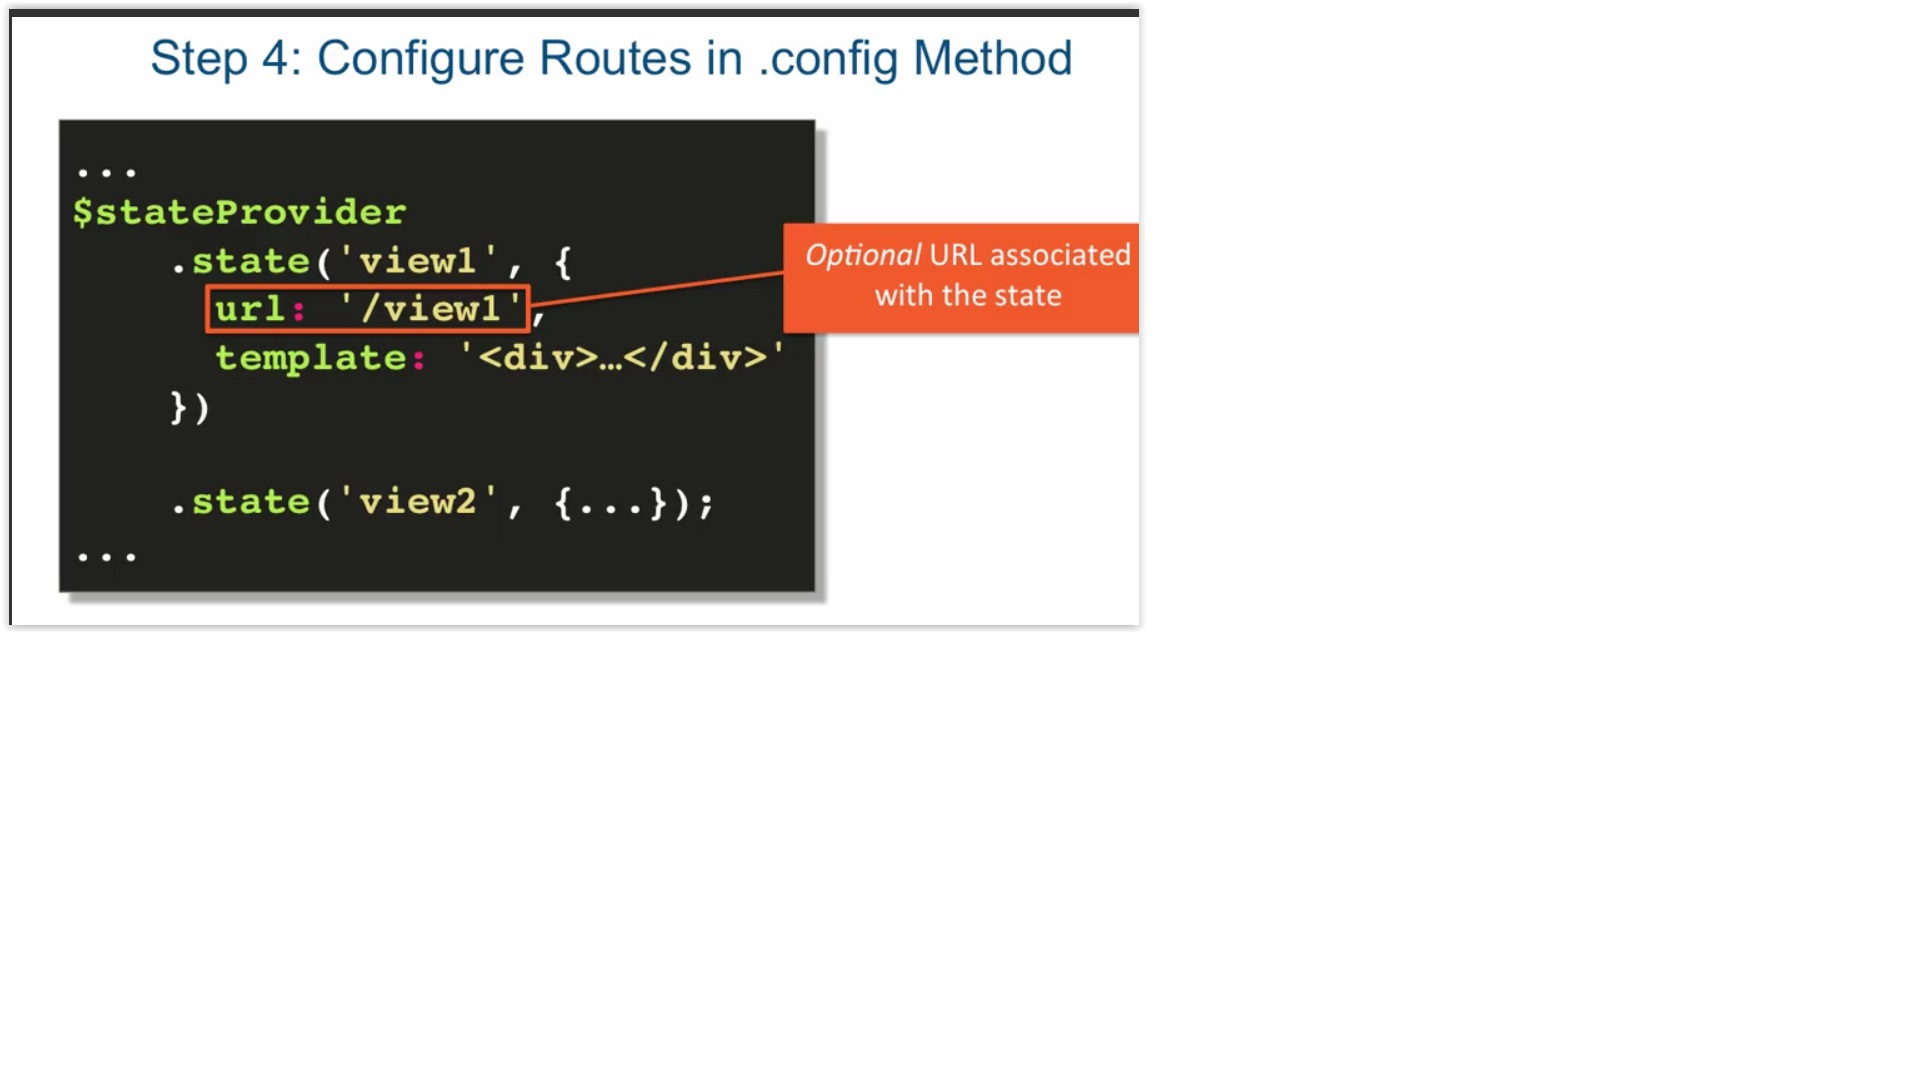 Step 4: Configure Routes in .config Method
...
$stateProvider
.state('view1', {
url: '/view1',
template: '<div>…</div>'
})
.state('view2', {...});
...
Optional URL associated
with the state